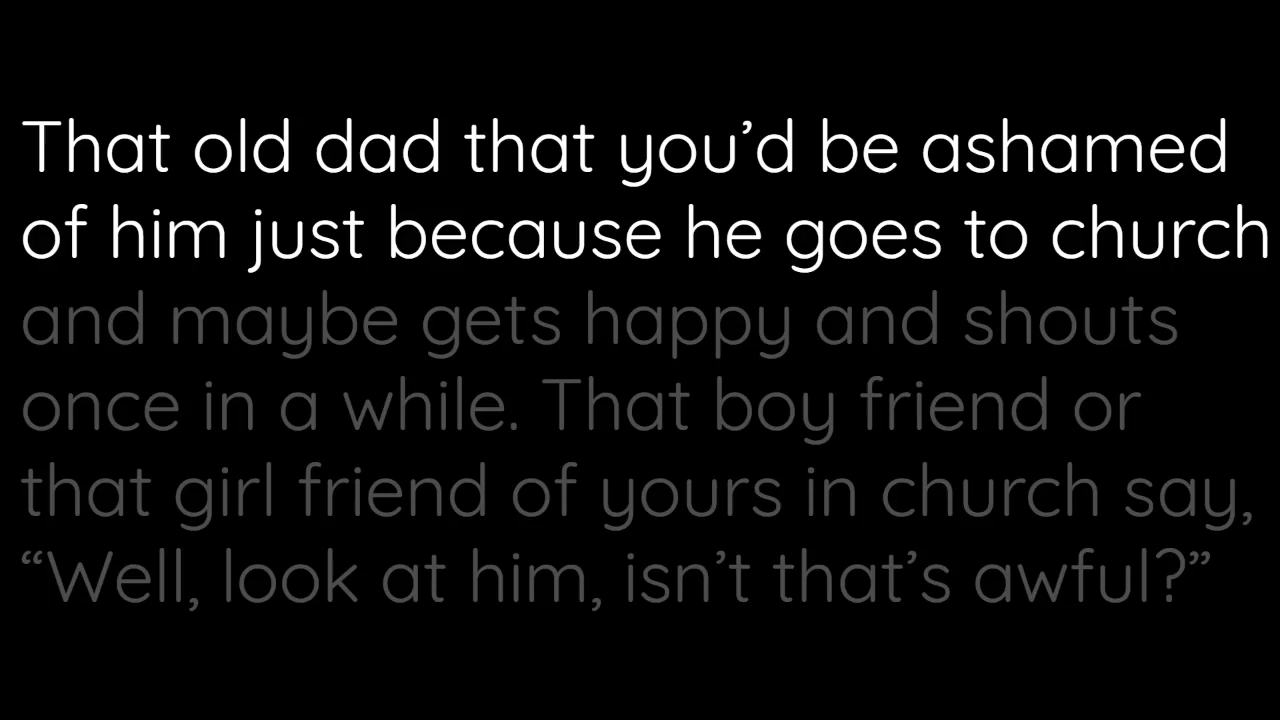 That old dad that you’d be ashamed
of him just because he goes to church
and maybe gets happy and shouts
once in a while. That boy friend or
that girl friend of yours in church say,
“Well, look at him, isn’t that’s awful?”